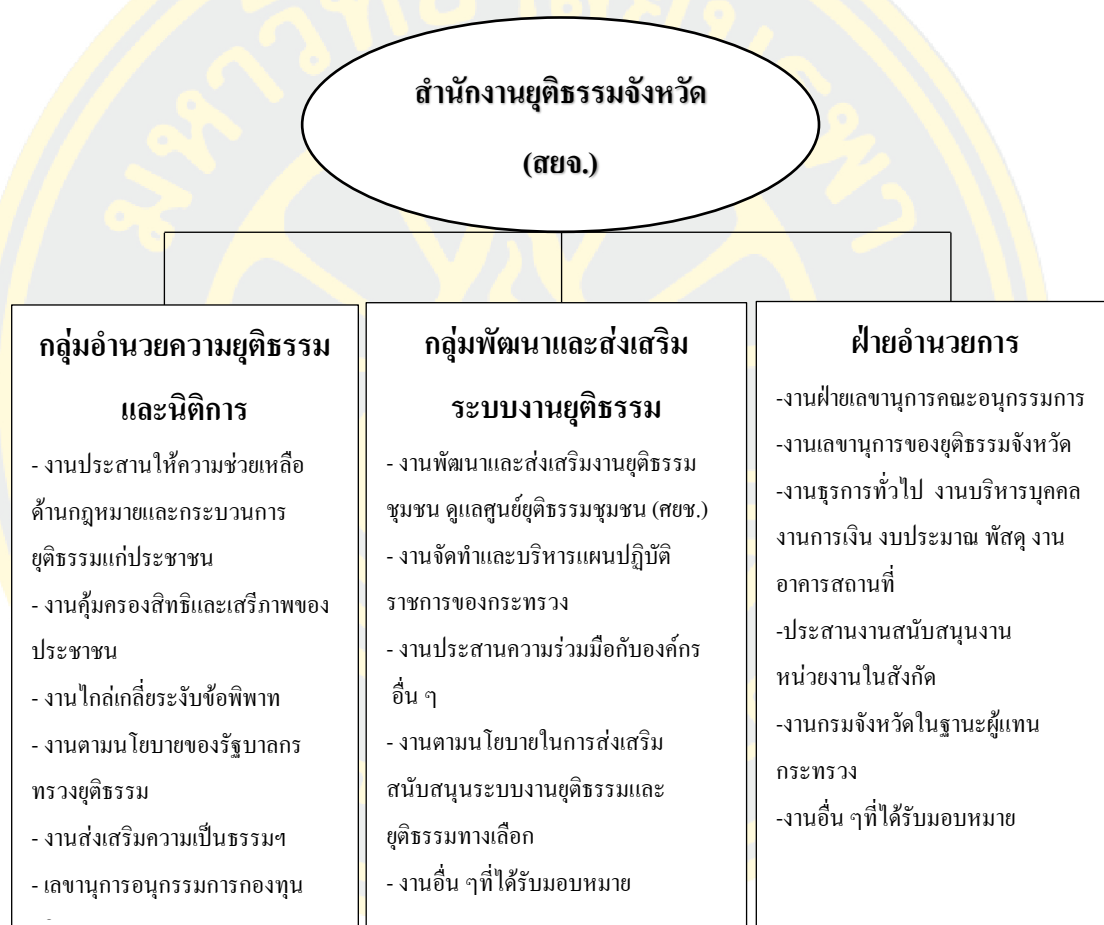 สำนักงานยุติธรรมจังหวัด
(สยจ.)
กลุ่มอำนวยความยุติธรรม
และนิติการ
- งานประสานให้ความช่วยเหลือ
ด้านกฎหมายและกระบวนการ
ยุติธรรมแก่ประชาชน
- งานคุ้มครองสิทธิและเสรีภาพของ
ประชาชน
- งานไกล่เกลี่ยระงับข้อพิพาท
- งานตามนโยบายของรัฐบาลกร
ทรวงยุติธรรม
- งานส่งเสริมความเป็นธรรมฯ
- เลขานุการอนุกรรมการกองทุน
กลุ่มพัฒนาและส่งเสริม
ระบบงานยุติธรรม
- งานพัฒนาและส่งเสริมงานยุติธรรม
ชุมชน ดูแลศูนย์ยุติธรรมชุมชน (ศยช.)
- งานจัดทำและบริหารแผนปฏิบัติ
ราชการของกระทรวง
- งานประสานความร่วมมือกับองค์กร
อื่น ๆ
- งานตามนโยบายในการส่งเสริม
สนับสนุนระบบงานยุติธรรมและ
ยุติธรรมทางเลือก
- งานอื่น ๆที่ได้รับมอบหมาย
ฝ่ายอำนวยการ
-งานฝ่ายเลขานุการคณะอนุกรรมการ
-งานเลขานุการของยุติธรรมจังหวัด
-งานธุรการทั่วไป งานบริหารบุคคล
งานการเงิน งบประมาณ พัสดุ งาน
อาคารสถานที่
-ประสานงานสนับสนุนงาน
หน่วยงานในสังกัด
-งานกรมจังหวัดในฐานะผู้แทน
กระทรวง
-งานอื่น ๆที่ได้รับมอบหมาย